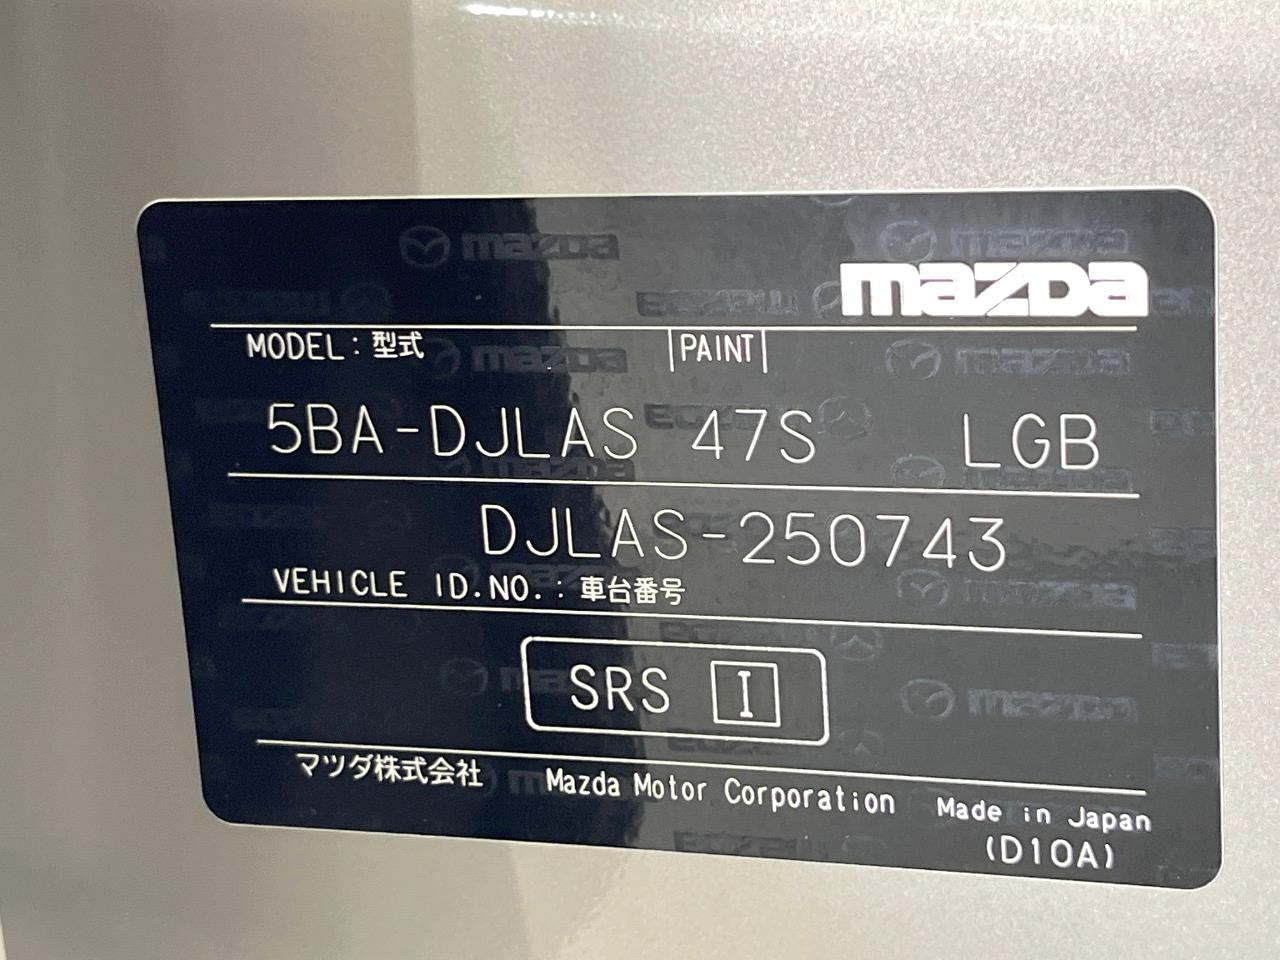 mazda
MODEL: 型式 PAINT
5BA-DJLAS 47S LGB
DJLAS-250743
VEHICLE ID.NO.: 車台番号
SRS I
マツダ株式会社 Mazda Motor Corporation Made in Japan
(D10A)